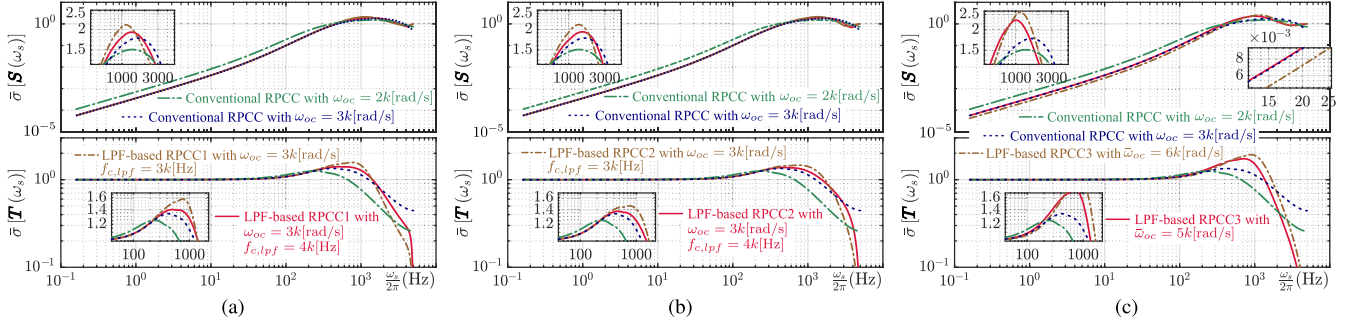 σ̄ [S(ω_s)]
10^0
10^-5
2.5
2
1.5
1000 3000
Conventional RPCC with ω_oc = 2k[rad/s]
Conventional RPCC with ω_oc = 3k[rad/s]
σ̄ [T(ω_s)]
10^0
10^-1
LPF-based RPCC1 with ω_oc = 3k[rad/s]
f_c,lpf = 3k[Hz]
1.6
1.4
1.2
100 1000
LPF-based RPCC1 with
ω_oc = 3k[rad/s]
f_c,lpf = 4k[Hz]
10^-1 10^0 10^1 10^2 10^3 ω_s/2π (Hz)
(a)
σ̄ [S(ω_s)]
10^0
10^-5
2.5
2
1.5
1000 3000
Conventional RPCC with ω_oc = 2k[rad/s]
Conventional RPCC with ω_oc = 3k[rad/s]
σ̄ [T(ω_s)]
10^0
10^-1
LPF-based RPCC2 with ω_oc = 3k[rad/s]
f_c,lpf = 3k[Hz]
1.6
1.4
1.2
100 1000
LPF-based RPCC2 with
ω_oc = 3k[rad/s]
f_c,lpf = 4k[Hz]
10^-1 10^0 10^1 10^2 10^3 ω_s/2π (Hz)
(b)
σ̄ [S(ω_s)]
10^0
10^-5
2.5
2
1.5
1000 3000
×10^-3
8
6
15 20 25
Conventional RPCC with ω_oc = 2k[rad/s]
Conventional RPCC with ω_oc = 3k[rad/s]
LPF-based RPCC3 with ω̄_oc = 6k[rad/s]
σ̄ [T(ω_s)]
10^0
10^-1
1.6
1.4
1.2
100 1000
LPF-based RPCC3 with
ω̄_oc = 5k[rad/s]
10^-1 10^0 10^1 10^2 10^3 ω_s/2π (Hz)
(c)